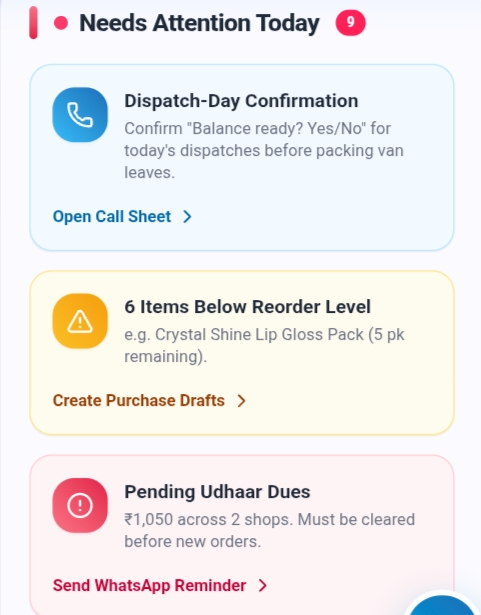 Needs Attention Today 9
Dispatch-Day Confirmation
Confirm "Balance ready? Yes/No" for
today's dispatches before packing van
leaves.
Open Call Sheet
6 Items Below Reorder Level
e.g. Crystal Shine Lip Gloss Pack (5 pk
remaining).
Create Purchase Drafts
Pending Udhaar Dues
₹1,050 across 2 shops. Must be cleared
before new orders.
Send WhatsApp Reminder